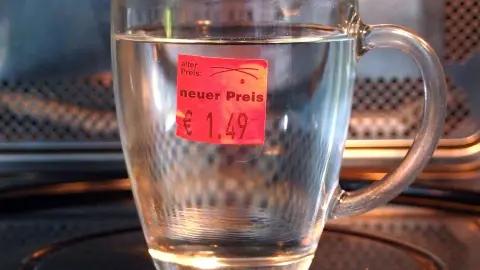 alter
Preis:
neuer Preis
€ 1.49